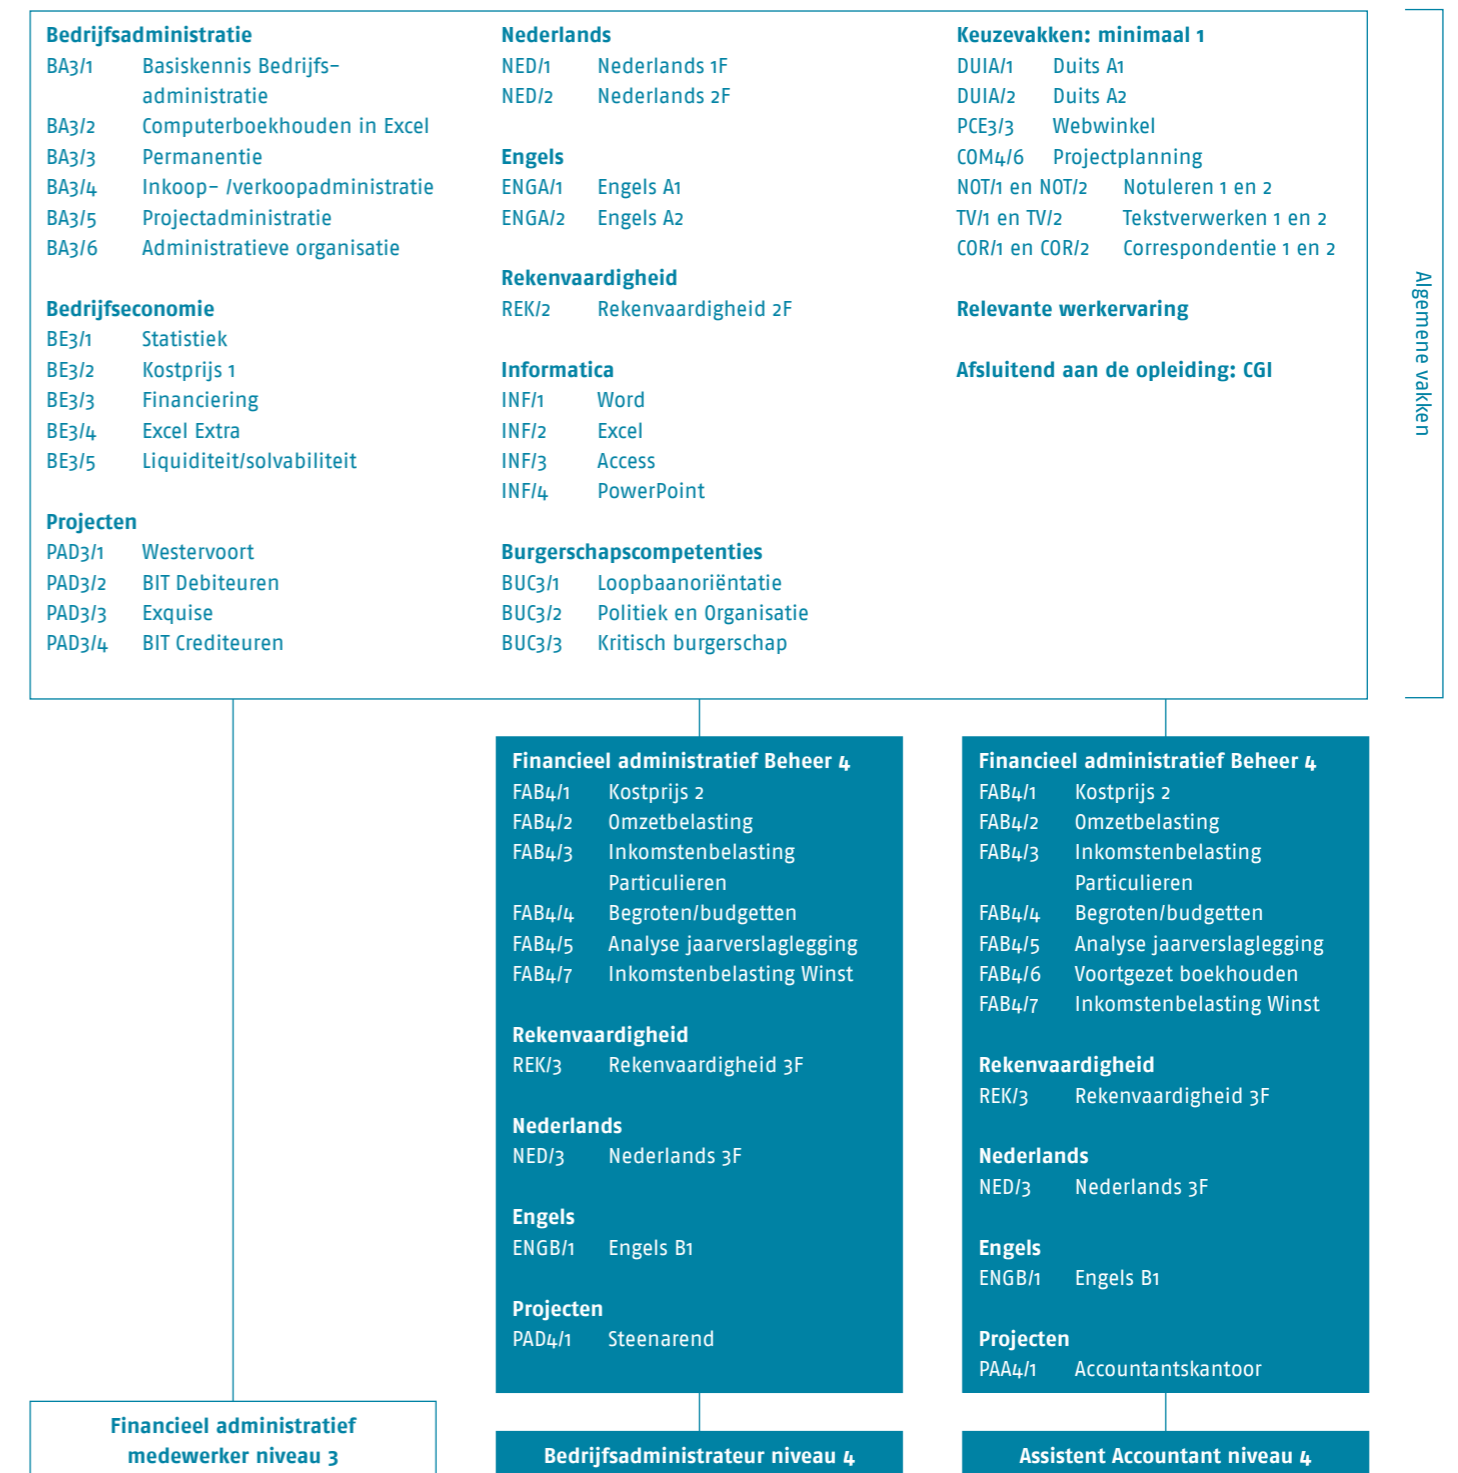 Bedrijfsadministratie
BA3/1 Basiskennis Bedrijfs-
administratie
BA3/2 Computerboekhouden in Excel
BA3/3 Permanentie
BA3/4 Inkoop- /verkoopadministratie
BA3/5 Projectadministratie
BA3/6 Administratieve organisatie
Bedrijfseconomie
BE3/1 Statistiek
BE3/2 Kostprijs 1
BE3/3 Financiering
BE3/4 Excel Extra
BE3/5 Liquiditeit/solvabiliteit
Projecten
PAD3/1 Westervoort
PAD3/2 BIT Debiteuren
PAD3/3 Exquise
PAD3/4 BIT Crediteuren
Nederlands
NED/1 Nederlands 1F
NED/2 Nederlands 2F
Engels
ENGA/1 Engels A1
ENGA/2 Engels A2
Rekenvaardigheid
REK/2 Rekenvaardigheid 2F
Informatica
INF/1 Word
INF/2 Excel
INF/3 Access
INF/4 PowerPoint
Burgerschapscompetenties
BUC3/1 Loopbaanoriëntatie
BUC3/2 Politiek en Organisatie
BUC3/3 Kritisch burgerschap
Keuzevakken: minimaal 1
DUIA/1 Duits A1
DUIA/2 Duits A2
PCE3/3 Webwinkel
COM4/6 Projectplanning
NOT/1 en NOT/2 Notuleren 1 en 2
TV/1 en TV/2 Tekstverwerken 1 en 2
COR/1 en COR/2 Correspondentie 1 en 2
Relevante werkervaring
Afsluitend aan de opleiding: CGI
Algemene vakken
Financieel administratief Beheer 4
FAB4/1 Kostprijs 2
FAB4/2 Omzetbelasting
FAB4/3 Inkomstenbelasting
Particulieren
FAB4/4 Begroten/budgetten
FAB4/5 Analyse jaarverslaglegging
FAB4/7 Inkomstenbelasting Winst
Rekenvaardigheid
REK/3 Rekenvaardigheid 3F
Nederlands
NED/3 Nederlands 3F
Engels
ENGB/1 Engels B1
Projecten
PAD4/1 Steenarend
Financieel administratief Beheer 4
FAB4/1 Kostprijs 2
FAB4/2 Omzetbelasting
FAB4/3 Inkomstenbelasting
Particulieren
FAB4/4 Begroten/budgetten
FAB4/5 Analyse jaarverslaglegging
FAB4/6 Voortgezet boekhouden
FAB4/7 Inkomstenbelasting Winst
Rekenvaardigheid
REK/3 Rekenvaardigheid 3F
Nederlands
NED/3 Nederlands 3F
Engels
ENGB/1 Engels B1
Projecten
PAA4/1 Accountantskantoor
Financieel administratief
medewerker niveau 3
Bedrijfsadministrateur niveau 4
Assistent Accountant niveau 4